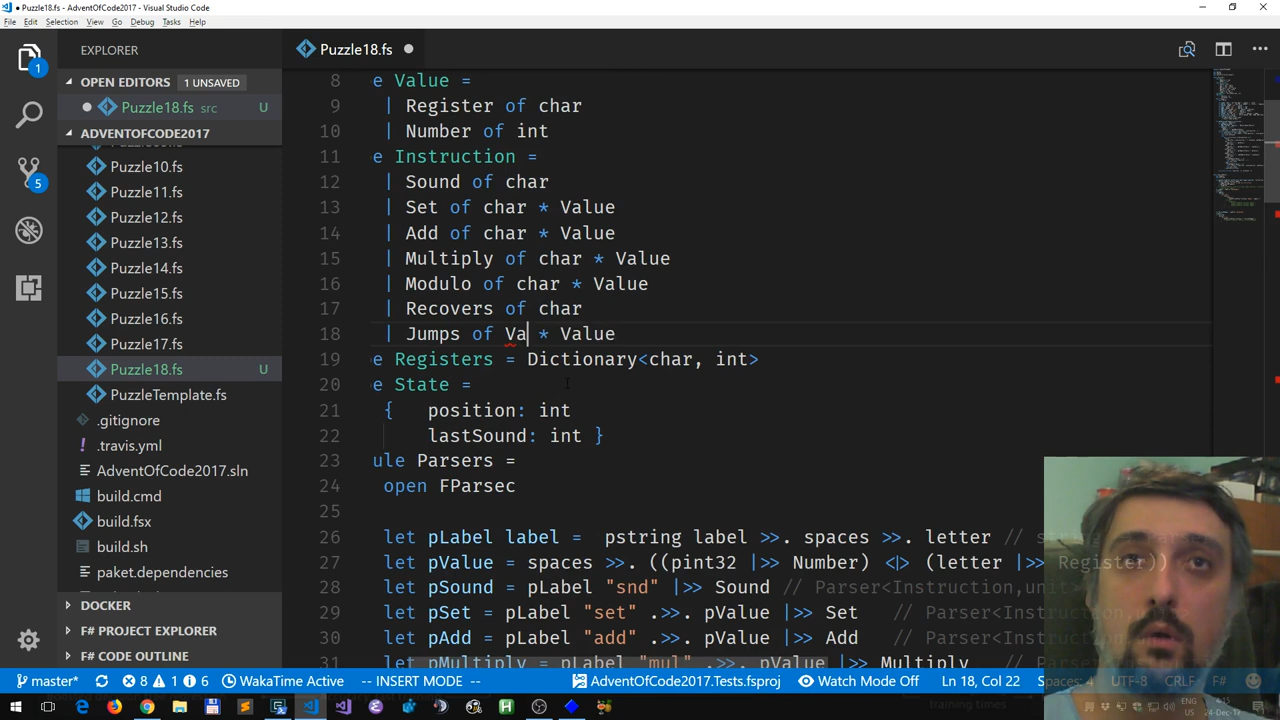 ● Puzzle18.fs - AdventOfCode2017 - Visual Studio Code
File Edit Selection View Go Debug Tasks Help
EXPLORER
Puzzle18.fs ●
OPEN EDITORS 1 UNSAVED
● Puzzle18.fs src U
ADVENTOFCODE2017
Puzzle10.fs
Puzzle11.fs
Puzzle12.fs
Puzzle13.fs
Puzzle14.fs
Puzzle15.fs
Puzzle16.fs
Puzzle17.fs
Puzzle18.fs U
PuzzleTemplate.fs
.gitignore
.travis.yml
AdventOfCode2017.sln
build.cmd
build.fsx
build.sh
paket.dependencies
DOCKER
F# PROJECT EXPLORER
F# CODE OUTLINE
1
5
8 e Value =
9 | Register of char
10 | Number of int
11 e Instruction =
12 | Sound of char
13 | Set of char * Value
14 | Add of char * Value
15 | Multiply of char * Value
16 | Modulo of char * Value
17 | Recovers of char
18 | Jumps of Va * Value
19 e Registers = Dictionary<char, int>
20 e State =
21 { position: int
22 lastSound: int }
23 ule Parsers =
24 open FParsec
25
26 let pLabel label = pstring label >>. spaces >>. letter //
27 let pValue = spaces >>. ((pint32 |>> Number) <|> (letter |>> Register))
28 let pSound = pLabel "snd" |>> Sound // Parser<Instruction,unit>
29 let pSet = pLabel "set" .>>. pValue |>> Set // Parser<Instruction,
30 let pAdd = pLabel "add" .>>. pValue |>> Add // Parser<Instruction
31 let pMultiply = pLabel "mul" .>>. pValue |>> Multiply //
master* 8 1 6 WakaTime Active -- INSERT MODE -- AdventOfCode2017.Tests.fsproj Watch Mode Off Ln 18, Col 22 Spaces: 4 UTF-8 CRLF F#
ENG
US
4:15
24-Dec-17